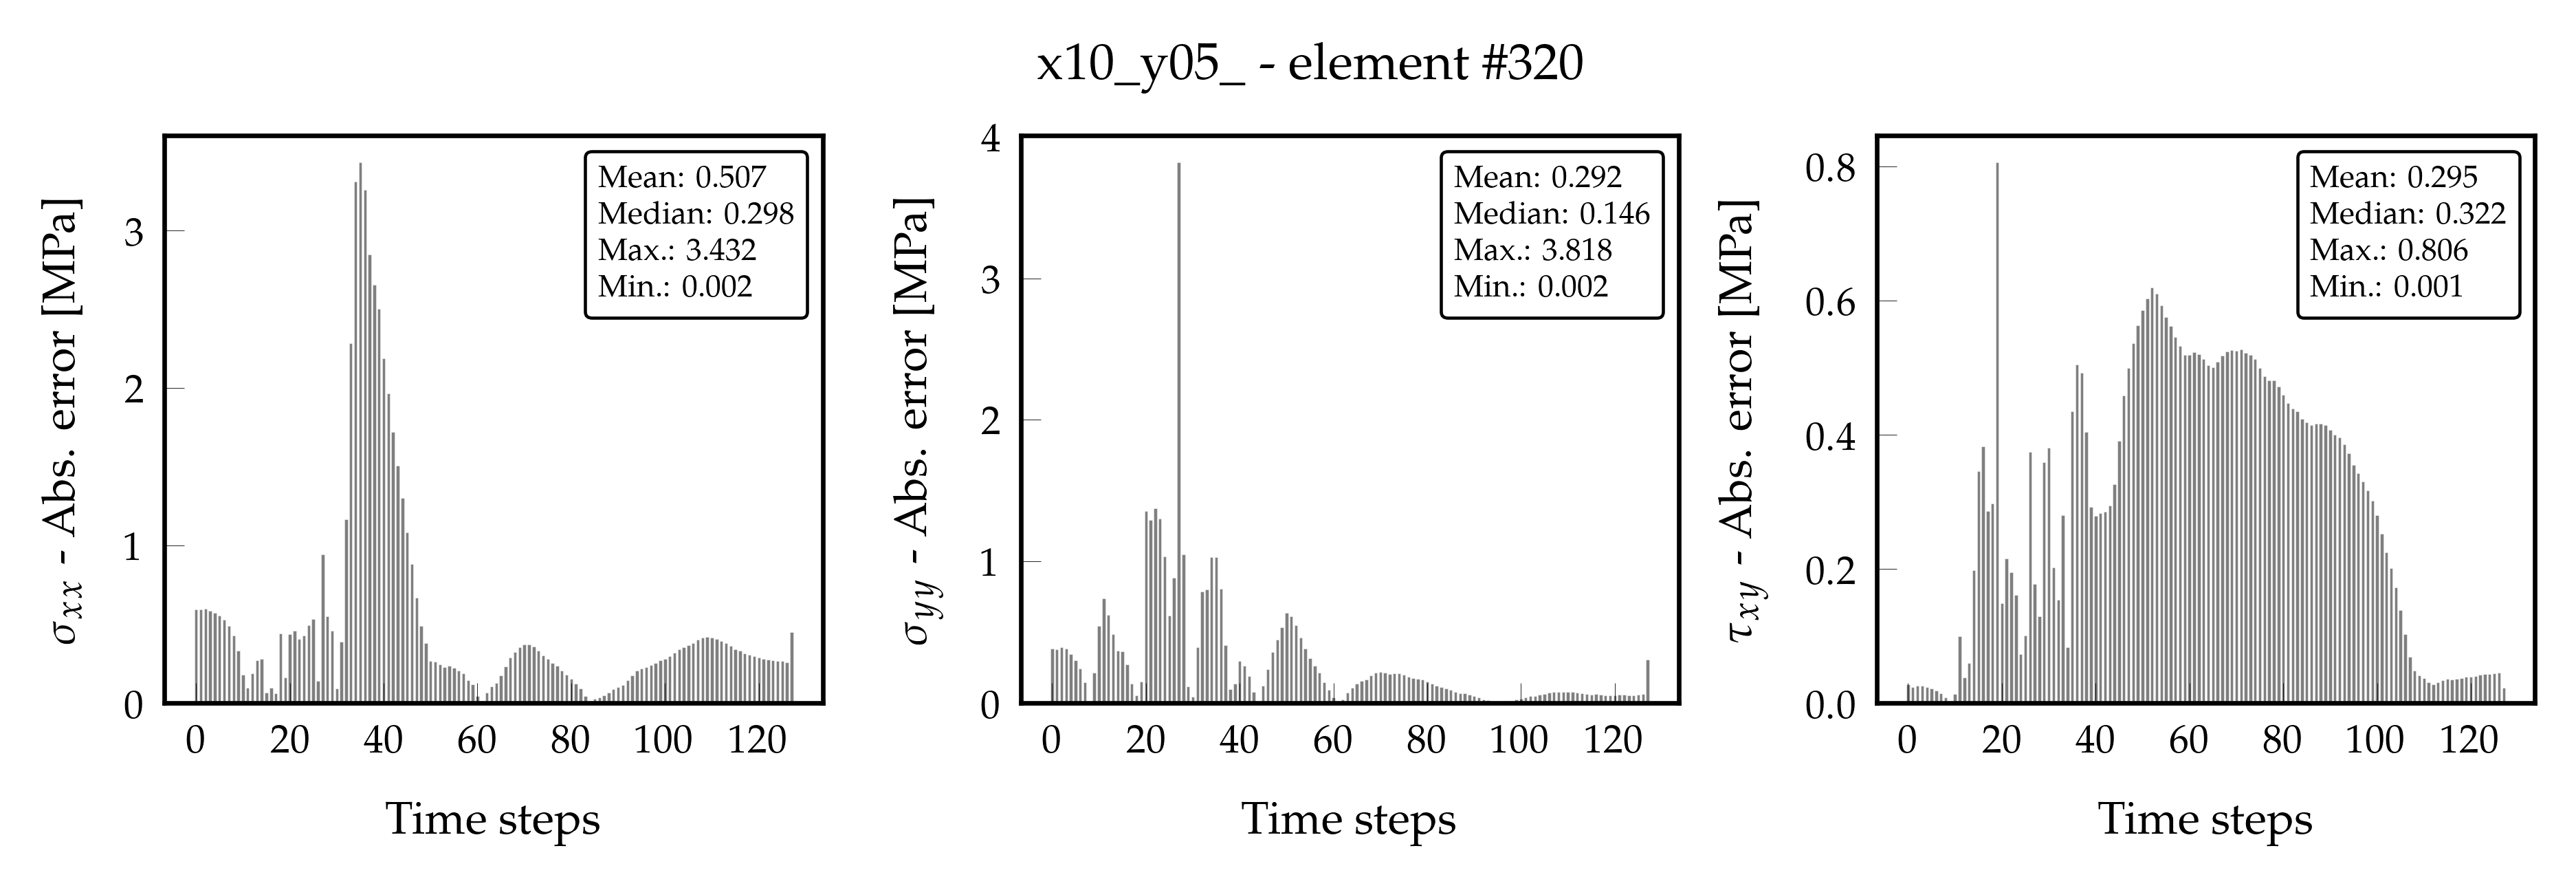 x10_y05_ - element #320
σxx - Abs. error [MPa]
3
2
1
0
0 20 40 60 80 100 120
Time steps
Mean: 0.507
Median: 0.298
Max.: 3.432
Min.: 0.002
σyy - Abs. error [MPa]
4
3
2
1
0
0 20 40 60 80 100 120
Time steps
Mean: 0.292
Median: 0.146
Max.: 3.818
Min.: 0.002
τxy - Abs. error [MPa]
0.8
0.6
0.4
0.2
0.0
0 20 40 60 80 100 120
Time steps
Mean: 0.295
Median: 0.322
Max.: 0.806
Min.: 0.001